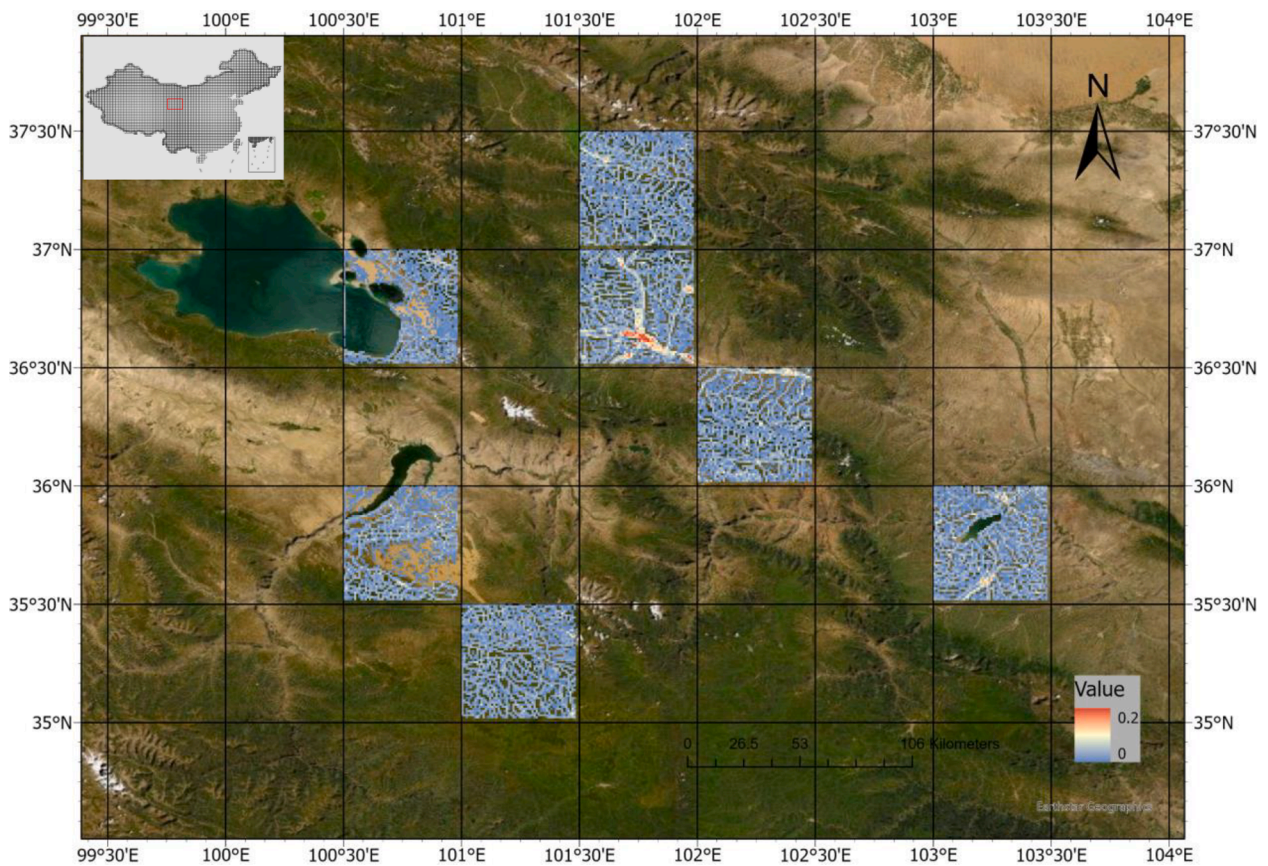 99°30'E 100°E 100°30'E 101°E 101°30'E 102°E 102°30'E 103°E 103°30'E 104°E
N
37°30'N 37°30'N
37°N 37°N
36°30'N 36°30'N
36°N 36°N
35°30'N 35°30'N
Value
0.2
0
35°N 35°N
0 26.5 53 106 Kilometers
Earthstar Geographics
99°30'E 100°E 100°30'E 101°E 101°30'E 102°E 102°30'E 103°E 103°30'E 104°E